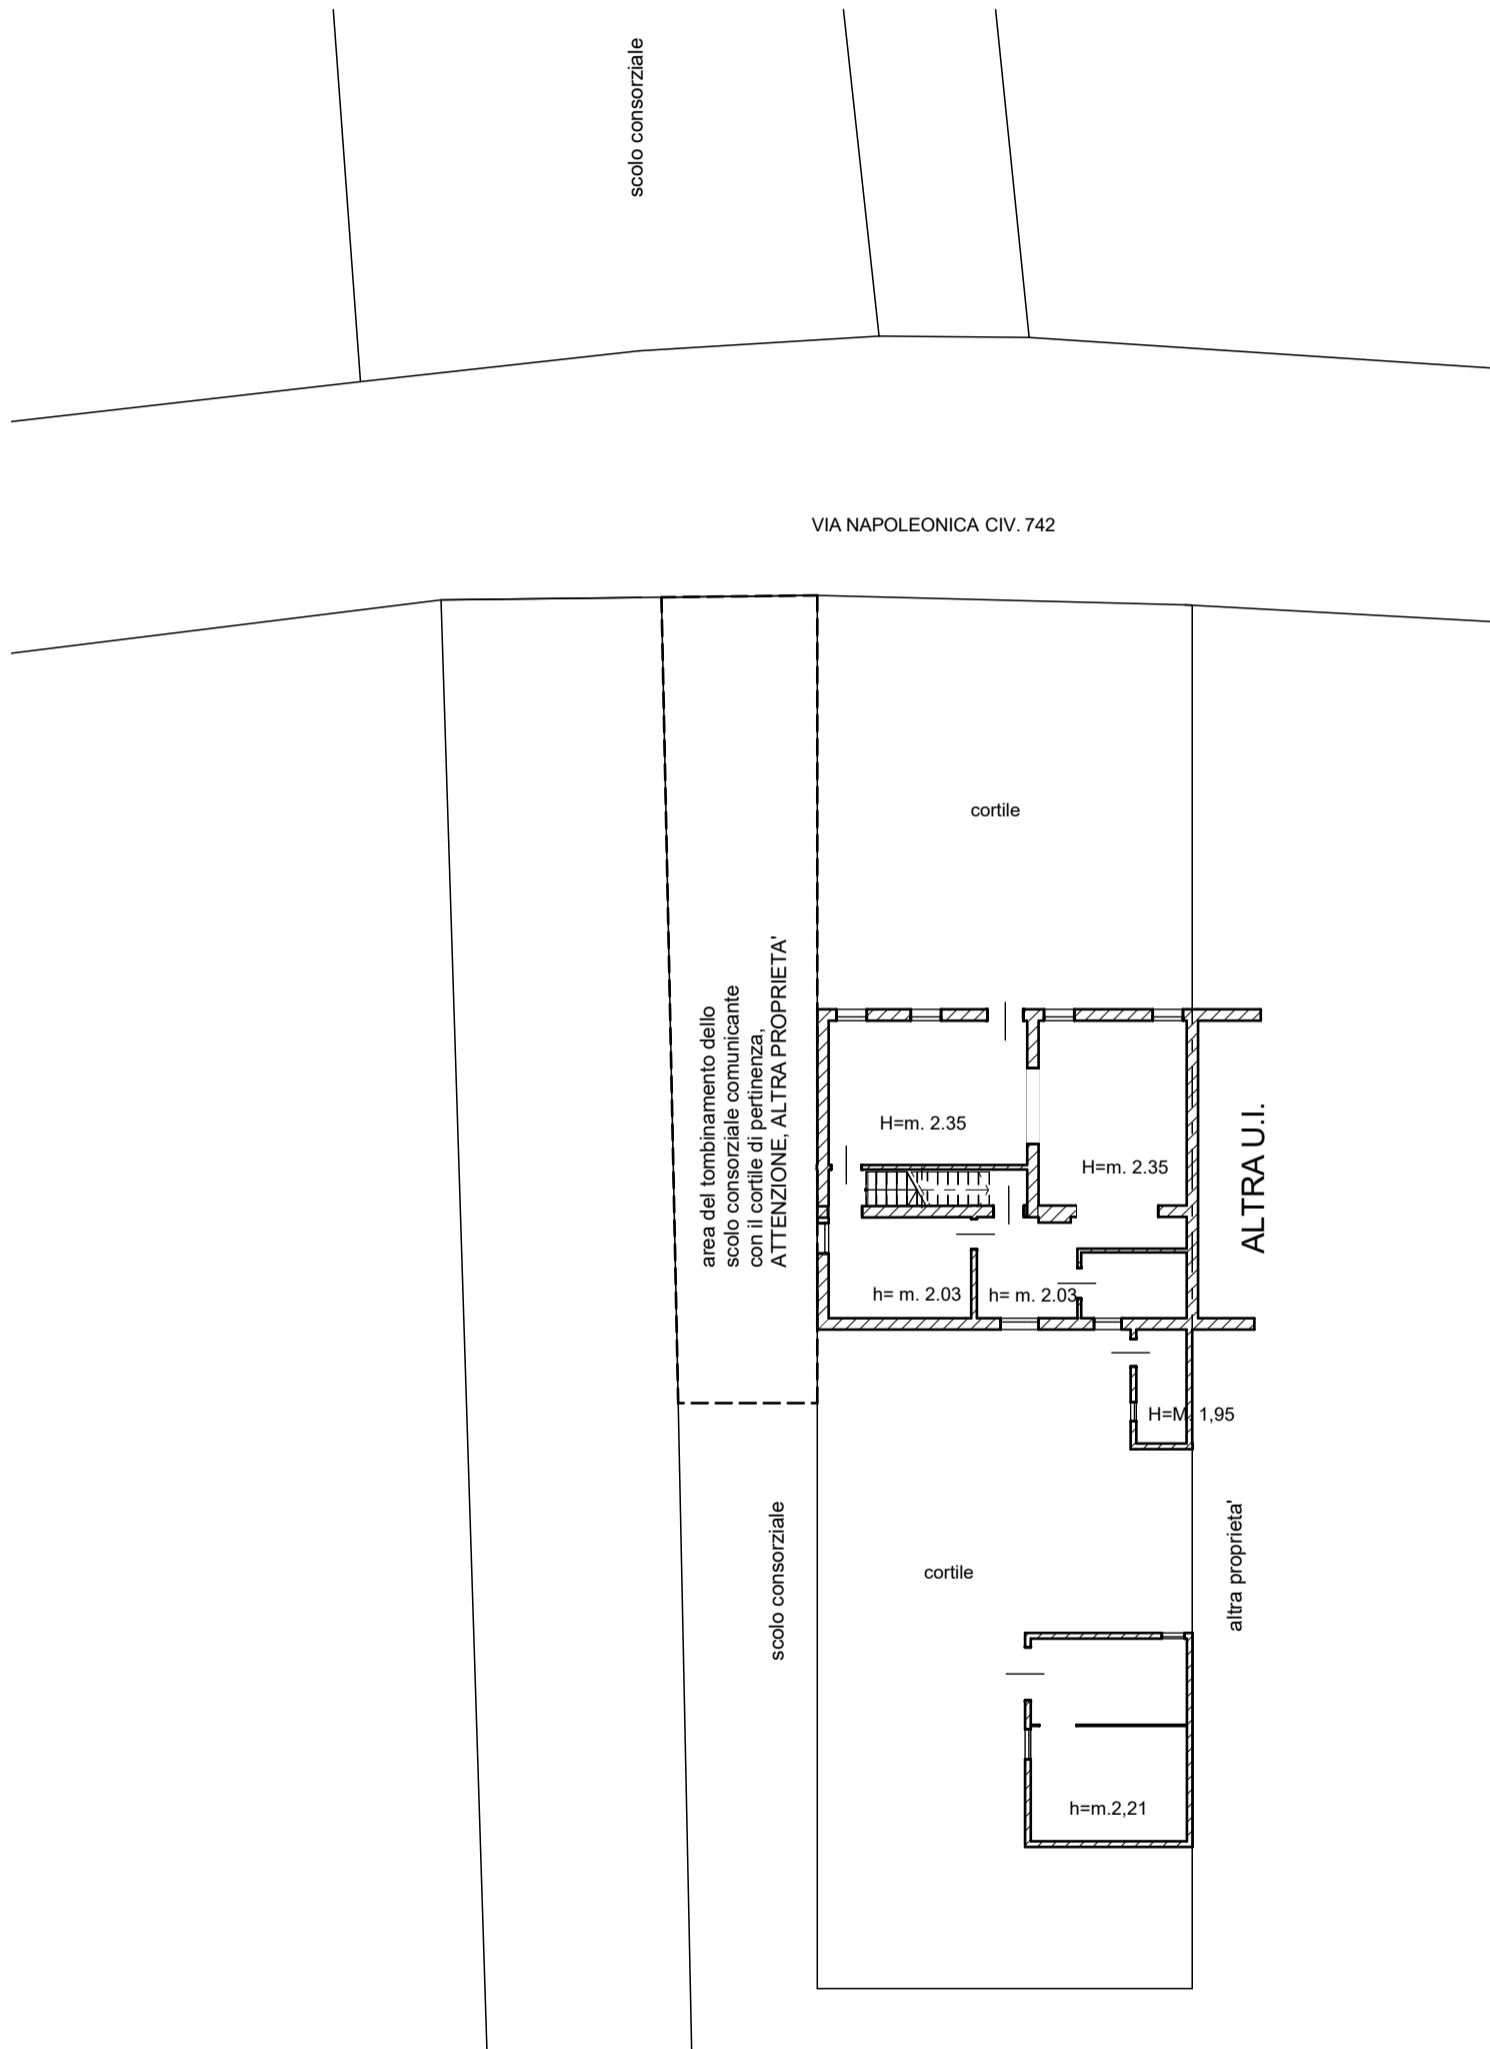 scolo consorziale
VIA NAPOLEONICA CIV. 742
cortile
area del tombinamento dello
scolo consorziale comunicante
con il cortile di pertinenza,
ATTENZIONE, ALTRA PROPRIETA'
H=m. 2.35
H=m. 2.35
ALTRA U.I.
h= m. 2.03
h= m. 2.03
H=M. 1,95
scolo consorziale
cortile
altra proprieta'
h=m.2,21